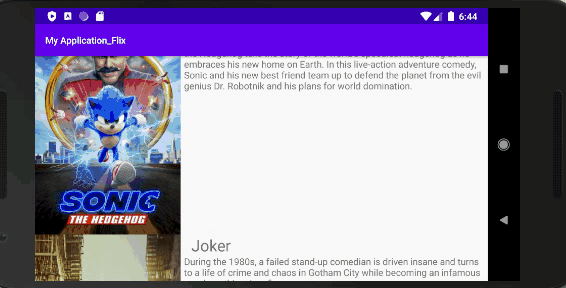 6:44
My Application_Flix
embraces his new home on Earth. In this live-action adventure comedy,
Sonic and his new best friend team up to defend the planet from the evil
genius Dr. Robotnik and his plans for world domination.
SONIC
THE HEDGEHOG
Joker
During the 1980s, a failed stand-up comedian is driven insane and turns
to a life of crime and chaos in Gotham City while becoming an infamous